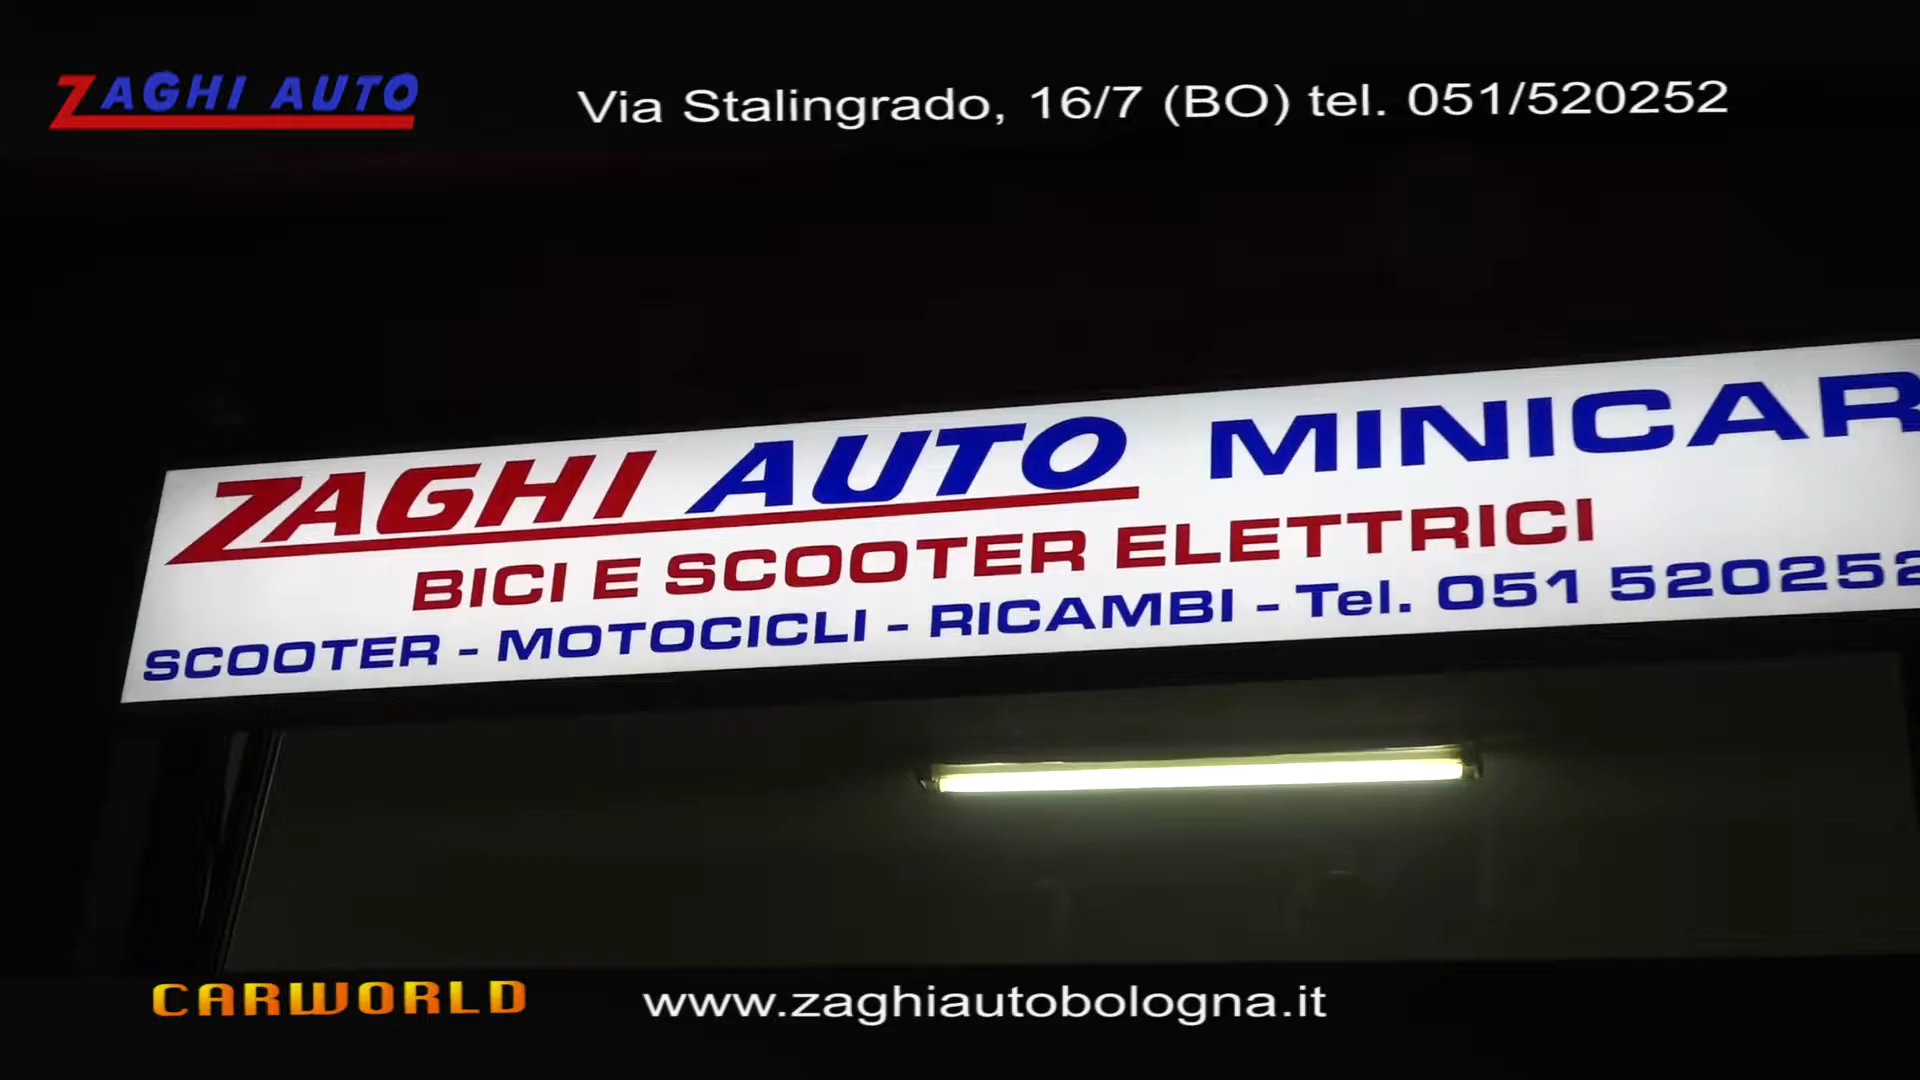 ZAGHI AUTO
Via Stalingrado, 16/7 (BO) tel. 051/520252
ZAGHI AUTO MINICAR
BICI E SCOOTER ELETTRICI
SCOOTER - MOTOCICLI - RICAMBI - Tel. 051 520252
CARWORLD
www.zaghiautobologna.it